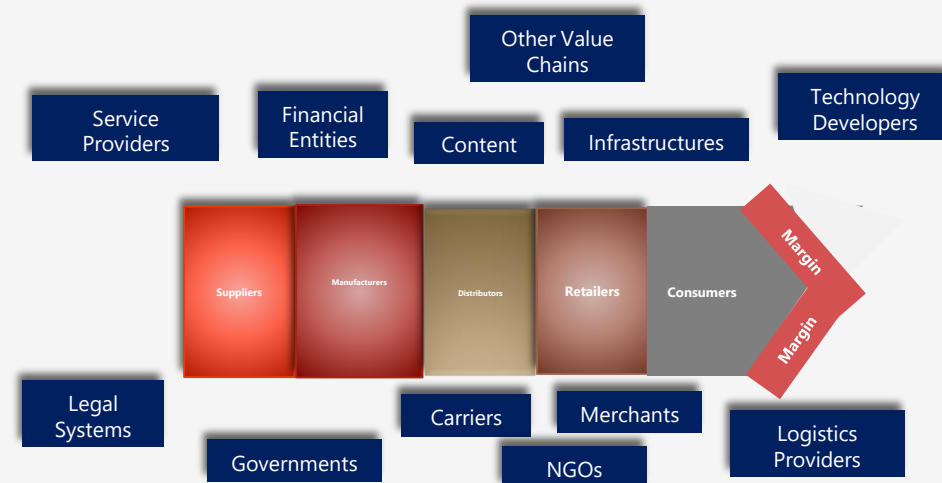 Other Value
Chains
Technology
Developers
Service
Providers
Financial
Entities
Content
Infrastructures
Suppliers
Manufacturers
Distributors
Retailers
Consumers
Margin
Margin
Legal
Systems
Governments
Carriers
Merchants
NGOs
Logistics
Providers